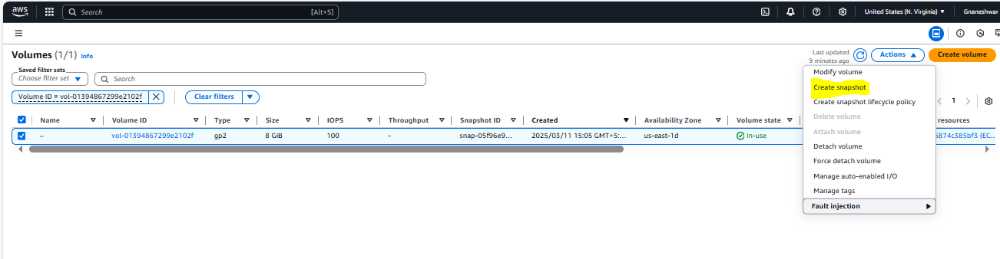 aws
Search [Alt+S]
United States (N. Virginia) ▼ Gnaneshwar
Volumes (1/1) Info
Last updated
9 minutes ago
Actions ▲
Create volume
Saved filter sets
Choose filter set ▼
Search
Volume ID = vol-01394867299e2102f
Clear filters ▼
1
Name Volume ID Type Size IOPS Throughput Snapshot ID Created Availability Zone Volume state resources
– vol-01394867299e2102f gp2 8 GiB 100 - snap-05f96e9... 2025/03/11 15:05 GMT+5:... us-east-1d In-use 6874c385bf3 (EC...
Modify volume
Create snapshot
Create snapshot lifecycle policy
Delete volume
Attach volume
Detach volume
Force detach volume
Manage auto-enabled I/O
Manage tags
Fault injection